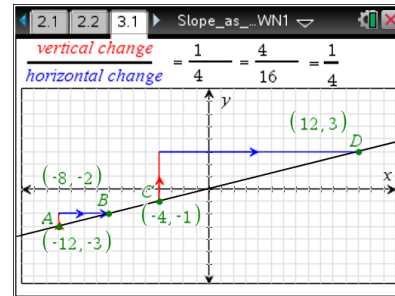 2.1 2.2 3.1 Slope_as_...WN1
vertical change / horizontal change = 1/4 = 4/16 = 1/4
y
(12,3) D
x
(-8, -2)
B C
A (-4, -1)
(-12, -3)